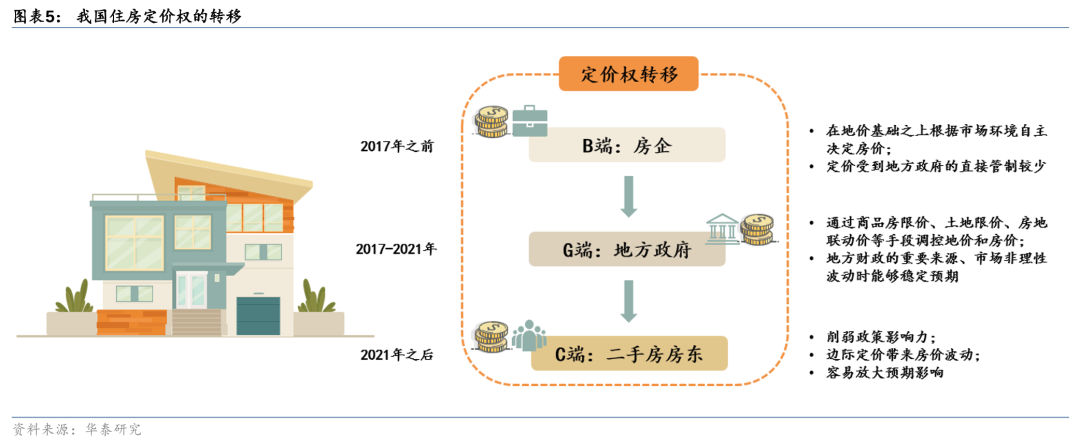 图表5： 我国住房定价权的转移
定价权转移
2017年之前
B端：房企
• 在地价基础之上根据市场环境自主
决定房价；
• 定价受到地方政府的直接管制较少
2017-2021年
G端：地方政府
• 通过商品房限价、土地限价、房地
联动价等手段调控地价和房价；
• 地方财政的重要来源、市场非理性
波动时能够稳定预期
2021年之后
C端：二手房房东
• 削弱政策影响力；
• 边际定价带来房价波动；
• 容易放大预期影响
资料来源：华泰研究